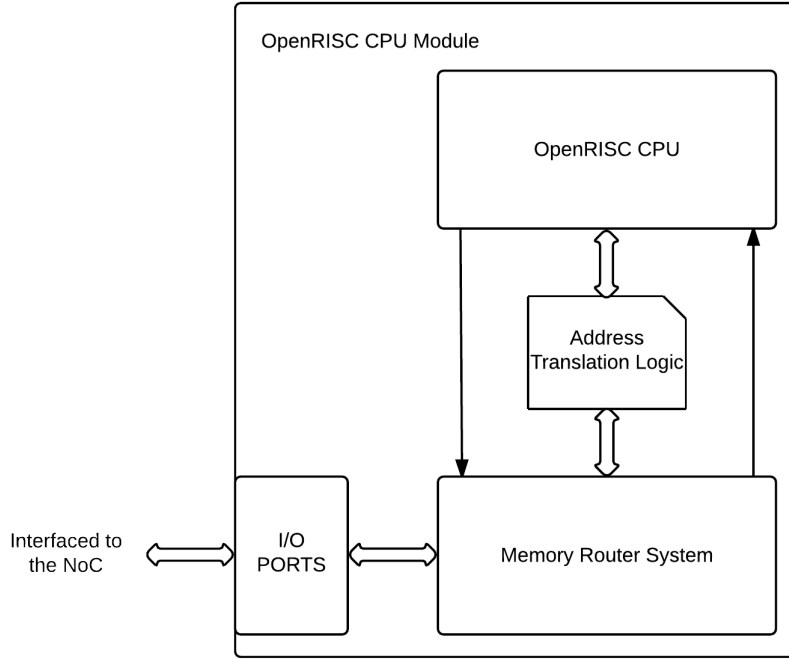 OpenRISC CPU Module
OpenRISC CPU
Address
Translation Logic
Interfaced to
the NoC
I/O
PORTS
Memory Router System